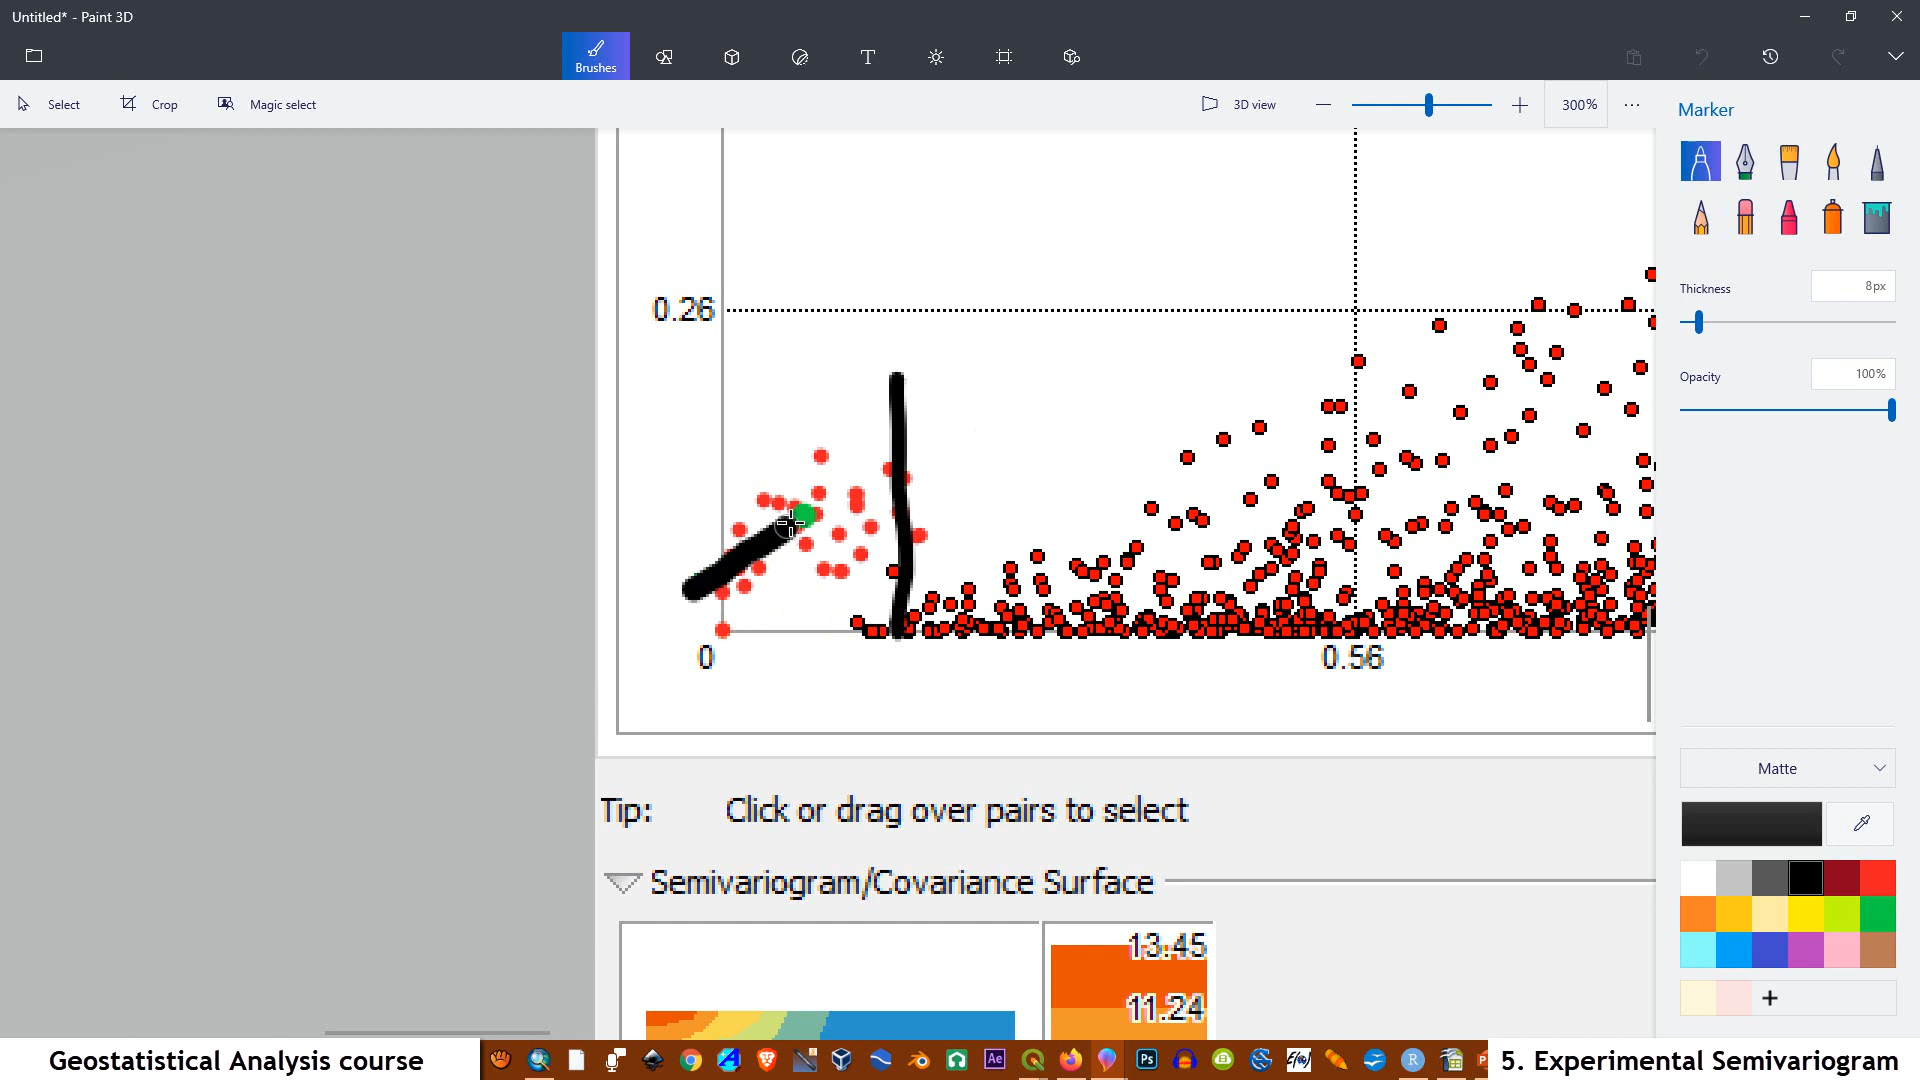 Untitled* - Paint 3D
Brushes
Select
Crop
Magic select
3D view
300%
Marker
Thickness
8px
Opacity
100%
0.26
0
0.56
Tip:
Click or drag over pairs to select
Semivariogram/Covariance Surface
13.45
11.24
Matte
Geostatistical Analysis course
Ae
Ps
R
5. Experimental Semivariogram